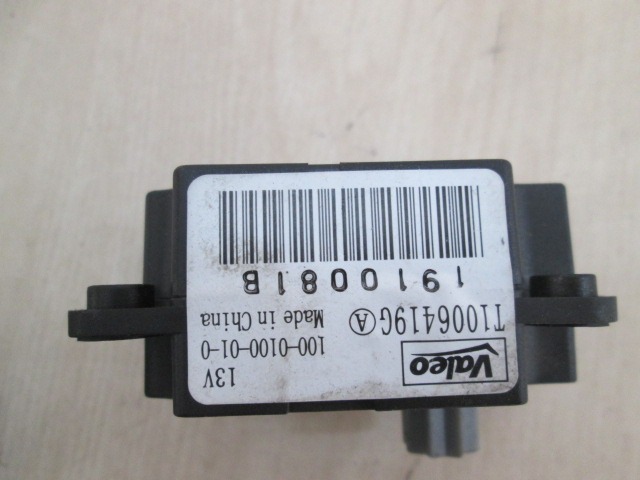 Valeo 13V
100-0100-01-0
T1006419G Ⓐ Made in China
1910081B